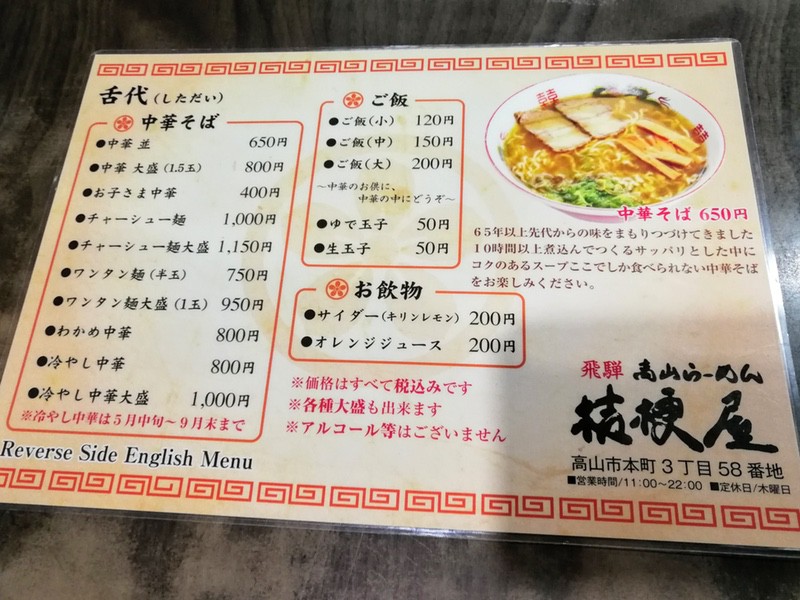 舌代(しただい)
中華そば
●中華 並 650円
●中華 大盛(1.5玉) 800円
●お子さま中華 400円
●チャーシュー麺 1,000円
●チャーシュー麺大盛 1,150円
●ワンタン麺(半玉) 750円
●ワンタン麺大盛(1玉) 950円
●わかめ中華 800円
●冷やし中華 800円
●冷やし中華大盛 1,000円
※冷やし中華は5月中旬〜9月末まで
Reverse Side English Menu
ご飯
●ご飯(小) 120円
●ご飯(中) 150円
●ご飯(大) 200円
〜中華のお供に、
中華の中にどうぞ〜
●ゆで玉子 50円
●生玉子 50円
お飲物
●サイダー(キリンレモン) 200円
●オレンジジュース 200円
※価格はすべて税込みです
※各種大盛も出来ます
※アルコール等はございません
中華そば 650円
65年以上先代からの味をまもりつづけてきました
10時間以上煮込んでつくるサッパリとした中に
コクのあるスープここでしか食べられない中華そば
をお楽しみください。
飛騨 高山らーめん
桔梗屋
高山市本町3丁目58番地
■営業時間/11:00〜22:00 ■定休日/木曜日